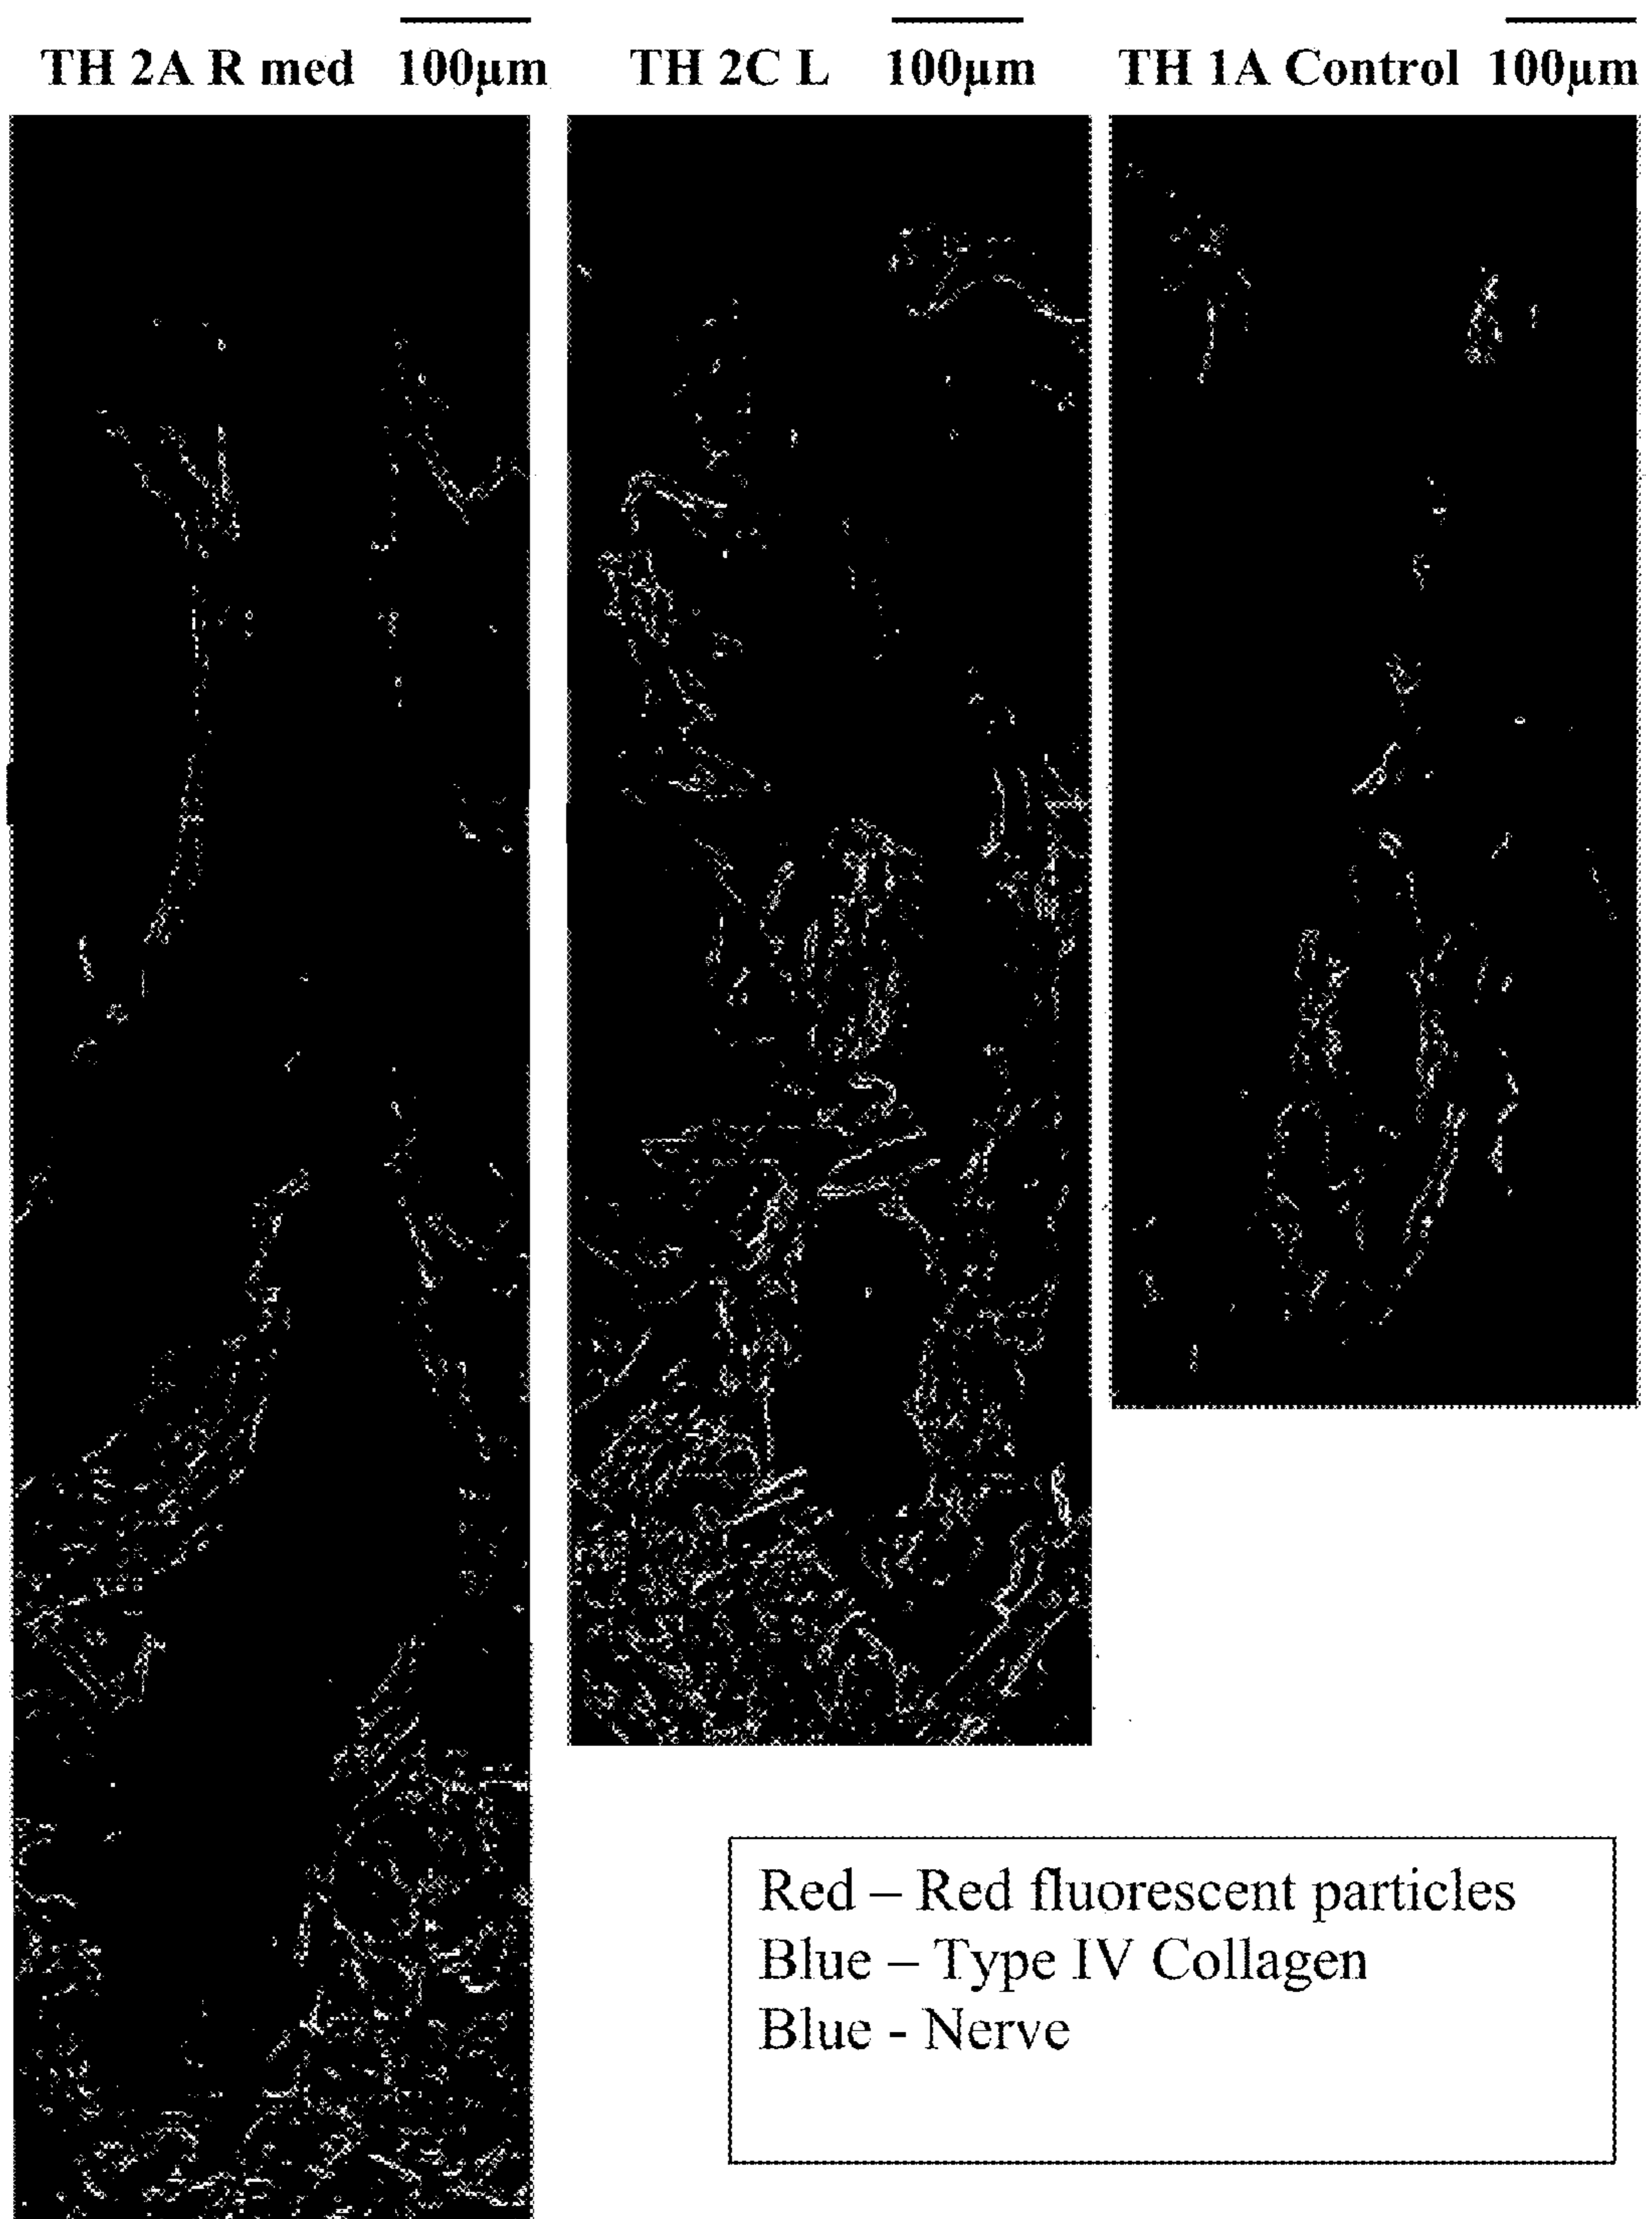 TH 2A R med 100µm TH 2C L 100µm TH 1A Control 100µm
Red – Red fluorescent particles
Blue – Type IV Collagen
Blue - Nerve